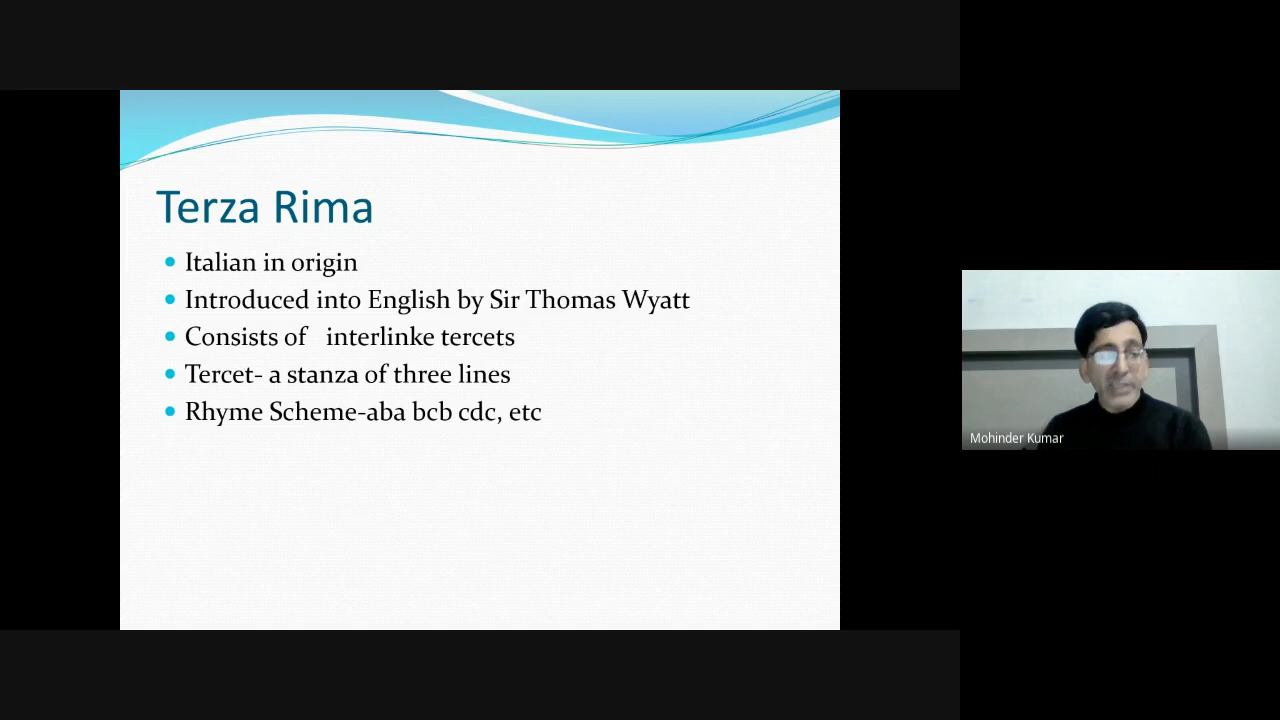 Terza Rima
Italian in origin
Introduced into English by Sir Thomas Wyatt
Consists of   interlinke tercets
Tercet- a stanza of three lines
Rhyme Scheme-aba bcb cdc, etc
Mohinder Kumar